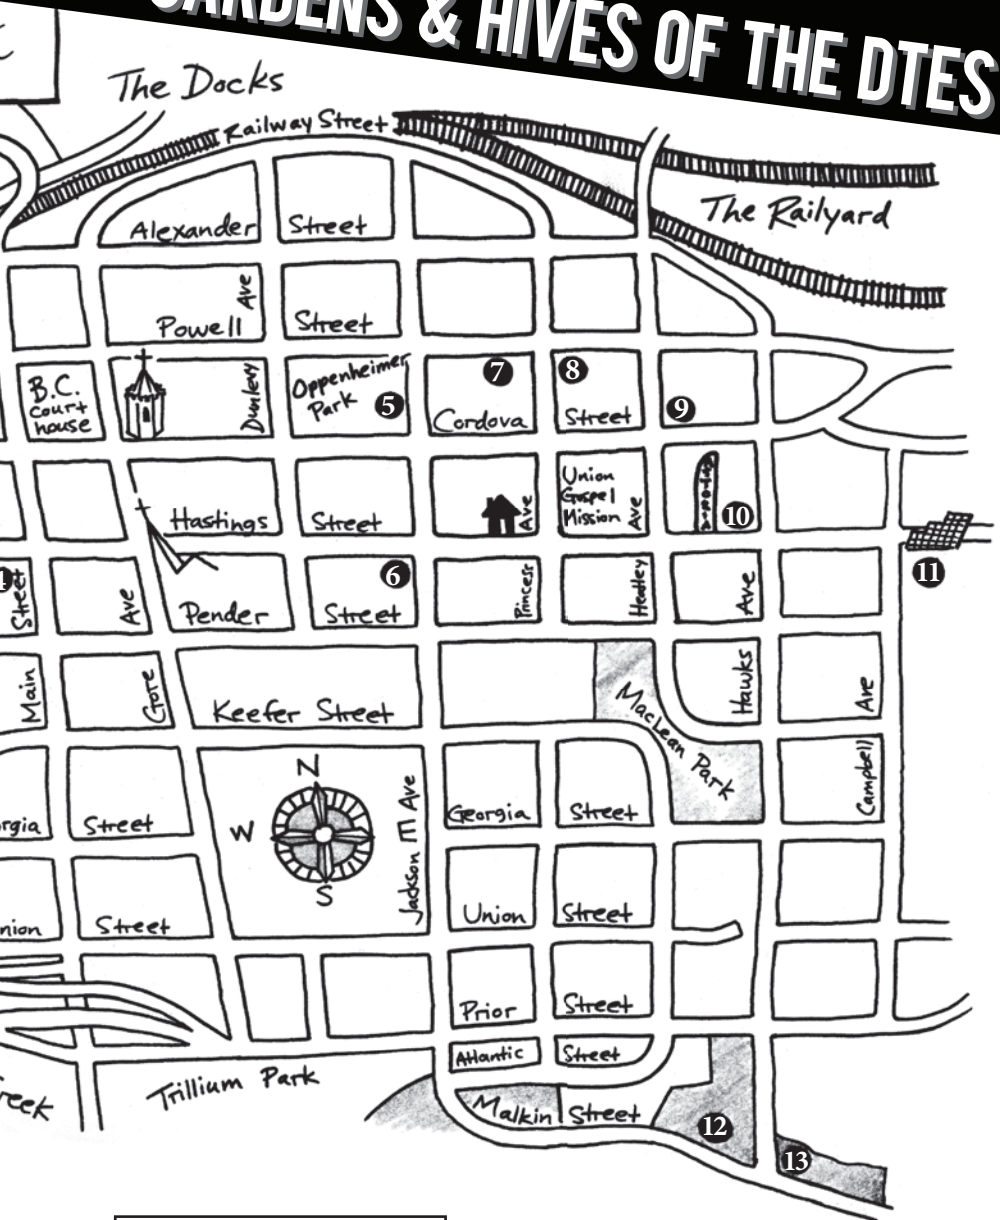 GARDENS & HIVES OF THE DTES
The Docks
Railway Street
The Railyard
Alexander Street
Ave
Powell Street
B.C.
Court
house
Dunlevy
Oppenheimer
Park
5
7
Cordova
8
Street
9
Hastings Street
Ave
Union
Gospel
Mission
Ave
10
11
Street
Ave
Pender Street
6
Princess
Heatley
Ave
Main
Gore
Keefer Street
MacLean Park
Hawks
Ave
Street
N
W
E
S
Jackson Ave
Georgia Street
Campbell
Street
Union Street
Prior Street
Atlantic Street
Trillium Park
Malkin Street
12
13